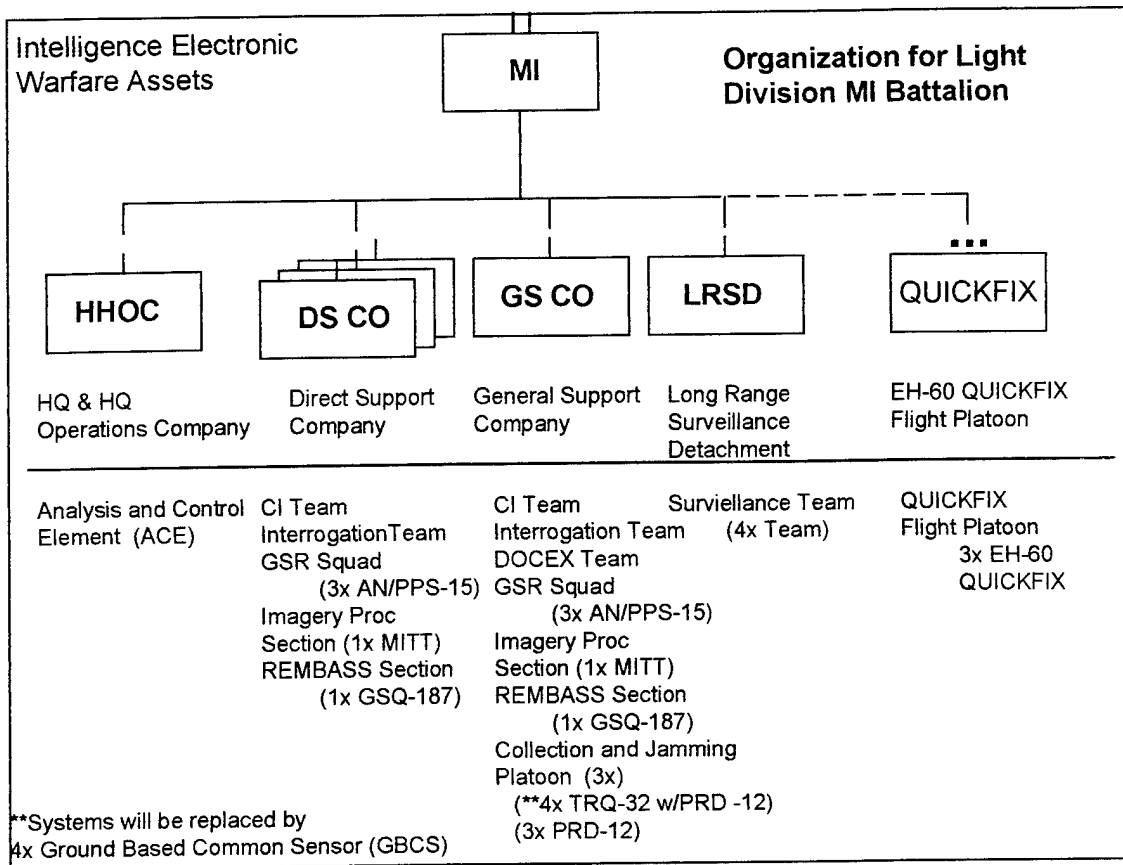 Intelligence Electronic
Warfare Assets
MI
Organization for Light
Division MI Battalion
HHOC
DS CO
GS CO
LRSD
QUICKFIX
HQ & HQ
Operations Company
Direct Support
Company
General Support
Company
Long Range
Surveillance
Detachment
EH-60 QUICKFIX
Flight Platoon
Analysis and Control
Element (ACE)
CI Team
InterrogationTeam
GSR Squad
(3x AN/PPS-15)
Imagery Proc
Section (1x MITT)
REMBASS Section
(1x GSQ-187)
CI Team
Interrogation Team
DOCEX Team
GSR Squad
(3x AN/PPS-15)
Imagery Proc
Section (1x MITT)
REMBASS Section
(1x GSQ-187)
Collection and Jamming
Platoon (3x)
(**4x TRQ-32 w/PRD -12)
(3x PRD-12)
Surviellance Team
(4x Team)
QUICKFIX
Flight Platoon
3x EH-60
QUICKFIX
**Systems will be replaced by
4x Ground Based Common Sensor (GBCS)